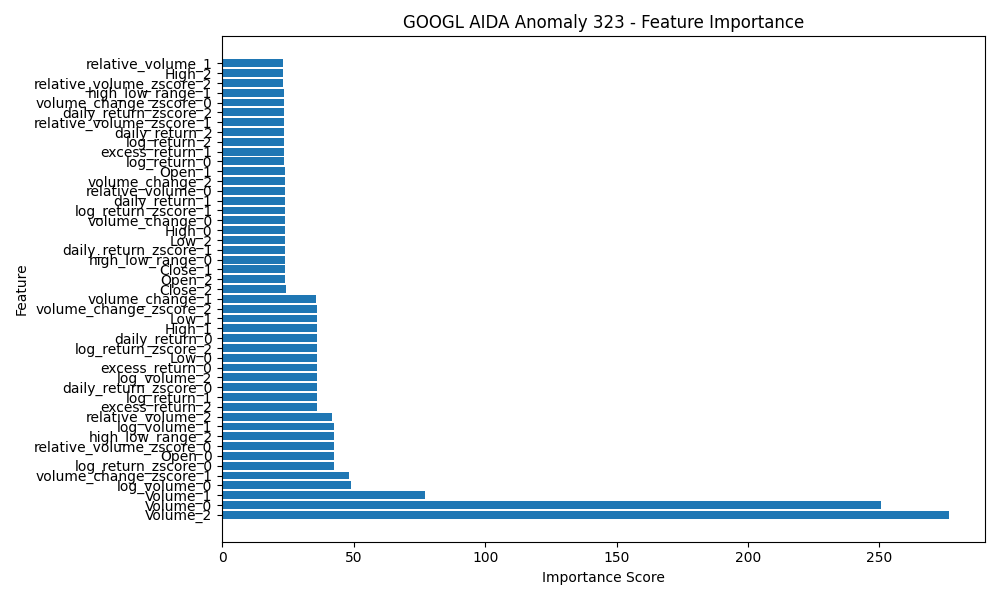 GOOGL AIDA Anomaly 323 - Feature Importance
relative_volume_1
High_2
relative_volume_zscore_2
high_low_range_1
volume_change_zscore_0
daily_return_zscore_2
relative_volume_zscore_1
daily_return_2
log_return_2
excess_return_1
log_return_0
Open_1
volume_change_2
relative_volume_0
daily_return_1
log_return_zscore_1
volume_change_0
High_0
Low_2
daily_return_zscore_1
high_low_range_0
Close_1
Open_2
Close_2
volume_change_1
volume_change_zscore_2
Low_1
High_1
daily_return_0
log_return_zscore_2
Low_0
excess_return_0
log_volume_2
daily_return_zscore_0
log_return_1
excess_return_2
relative_volume_2
log_volume_1
high_low_range_2
relative_volume_zscore_0
Open_0
log_return_zscore_0
volume_change_zscore_1
log_volume_0
Volume_1
Volume_0
Volume_2
Feature
0 50 100 150 200 250
Importance Score